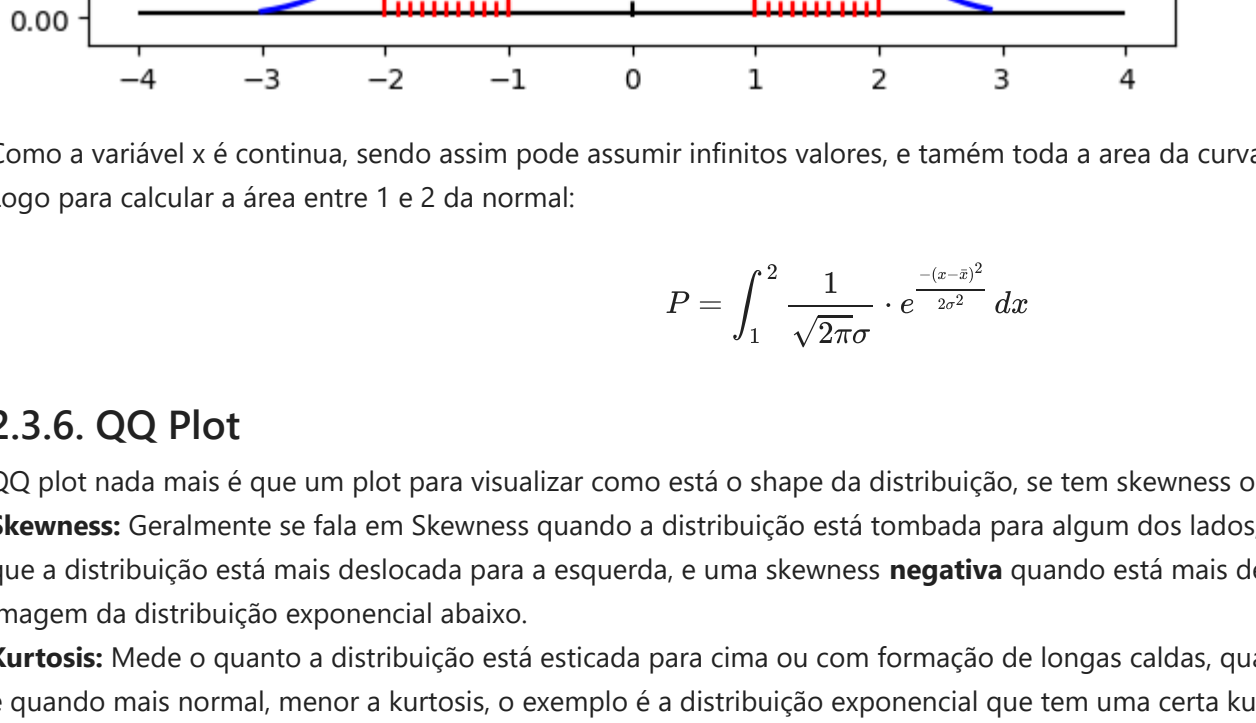 0.00
−4 −3 −2 −1 0 1 2 3 4
Como a variável x é continua, sendo assim pode assumir infinitos valores, e tamém toda a area da curva
Logo para calcular a área entre 1 e 2 da normal:
P = ∫₁² 1/(√(2π)σ) · e^(−(x−x̄)²/(2σ²)) dx
2.3.6. QQ Plot
QQ plot nada mais é que um plot para visualizar como está o shape da distribuição, se tem skewness o
Skewness: Geralmente se fala em Skewness quando a distribuição está tombada para algum dos lados,
que a distribuição está mais deslocada para a esquerda, e uma skewness negativa quando está mais de
imagem da distribuição exponencial abaixo.
Kurtosis: Mede o quanto a distribuição está esticada para cima ou com formação de longas caldas, qua
e quando mais normal, menor a kurtosis, o exemplo é a distribuição exponencial que tem uma certa ku